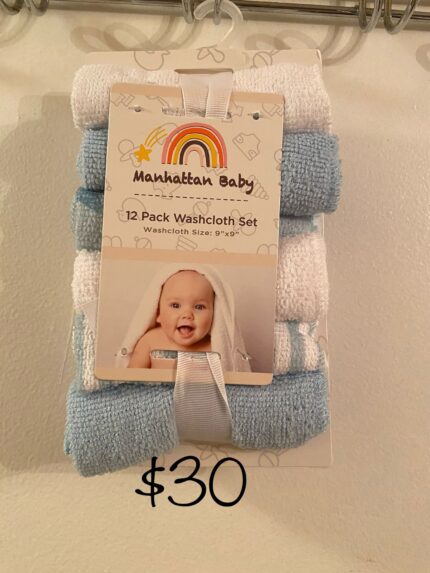 Manhattan Baby
12 Pack Washcloth Set
Washcloth Size: 9"x9"
$30